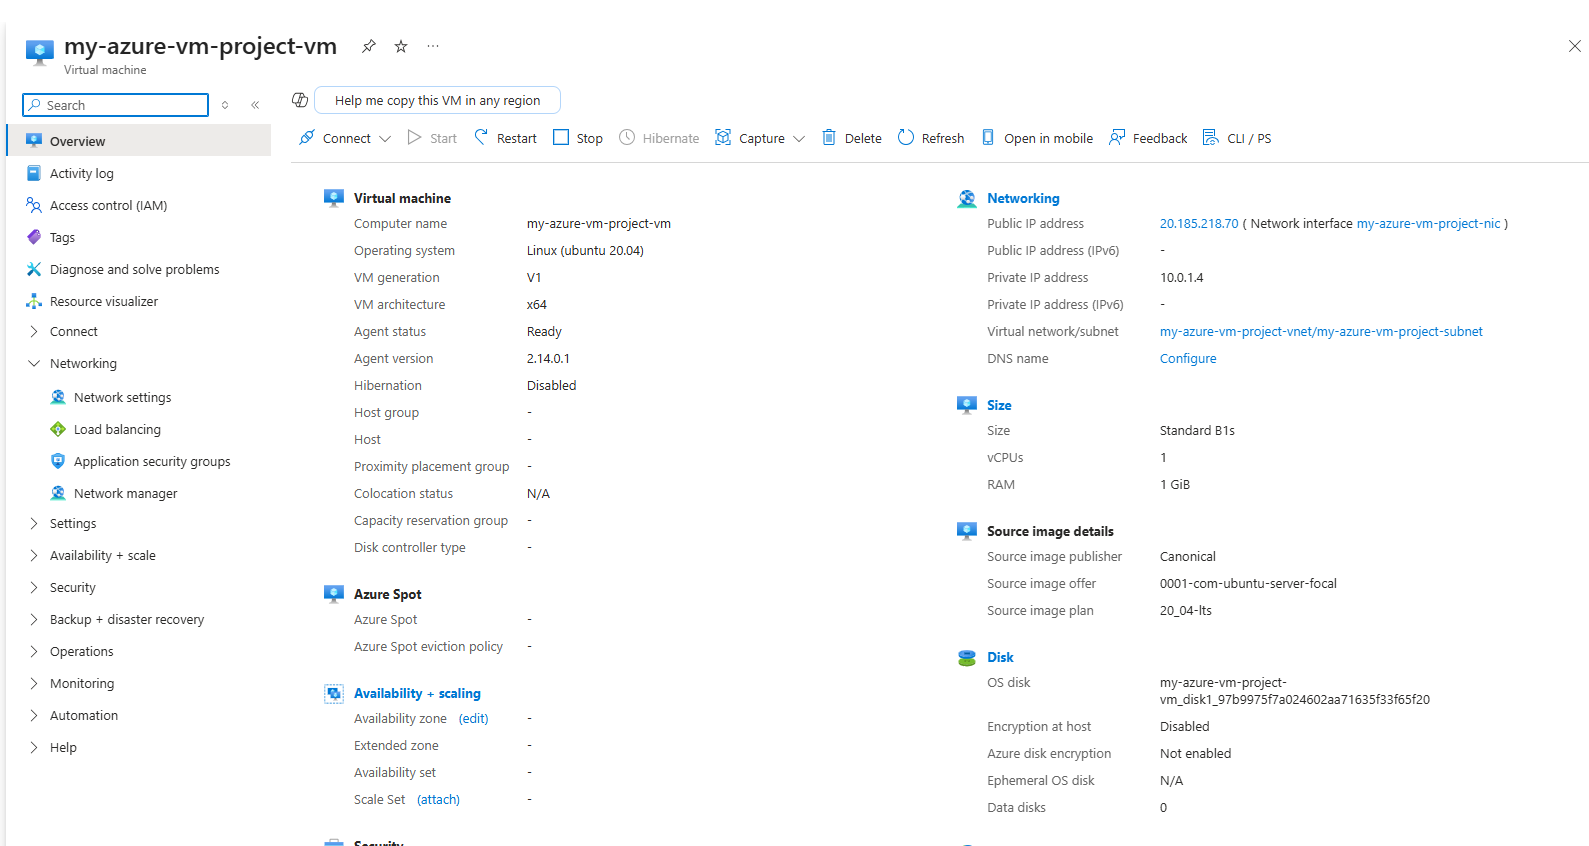 my-azure-vm-project-vm
Virtual machine
Search
Help me copy this VM in any region
Connect Start Restart Stop Hibernate Capture Delete Refresh Open in mobile Feedback CLI / PS
Overview
Activity log
Access control (IAM)
Tags
Diagnose and solve problems
Resource visualizer
Connect
Networking
Network settings
Load balancing
Application security groups
Network manager
Settings
Availability + scale
Security
Backup + disaster recovery
Operations
Monitoring
Automation
Help
Virtual machine
Computer name my-azure-vm-project-vm
Operating system Linux (ubuntu 20.04)
VM generation V1
VM architecture x64
Agent status Ready
Agent version 2.14.0.1
Hibernation Disabled
Host group -
Host -
Proximity placement group -
Colocation status N/A
Capacity reservation group -
Disk controller type -
Azure Spot
Azure Spot -
Azure Spot eviction policy -
Availability + scaling
Availability zone (edit) -
Extended zone -
Availability set -
Scale Set (attach) -
Security
Networking
Public IP address 20.185.218.70 ( Network interface my-azure-vm-project-nic )
Public IP address (IPv6) -
Private IP address 10.0.1.4
Private IP address (IPv6) -
Virtual network/subnet my-azure-vm-project-vnet/my-azure-vm-project-subnet
DNS name Configure
Size
Size Standard B1s
vCPUs 1
RAM 1 GiB
Source image details
Source image publisher Canonical
Source image offer 0001-com-ubuntu-server-focal
Source image plan 20_04-lts
Disk
OS disk my-azure-vm-project-
vm_disk1_97b9975f7a024602aa71635f33f65f20
Encryption at host Disabled
Azure disk encryption Not enabled
Ephemeral OS disk N/A
Data disks 0